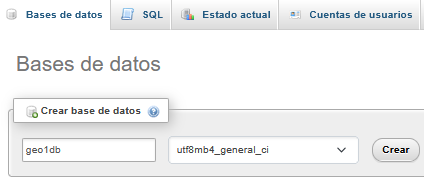 Bases de datos SQL Estado actual Cuentas de usuarios
Bases de datos
Crear base de datos
geo1db utf8mb4_general_ci Crear